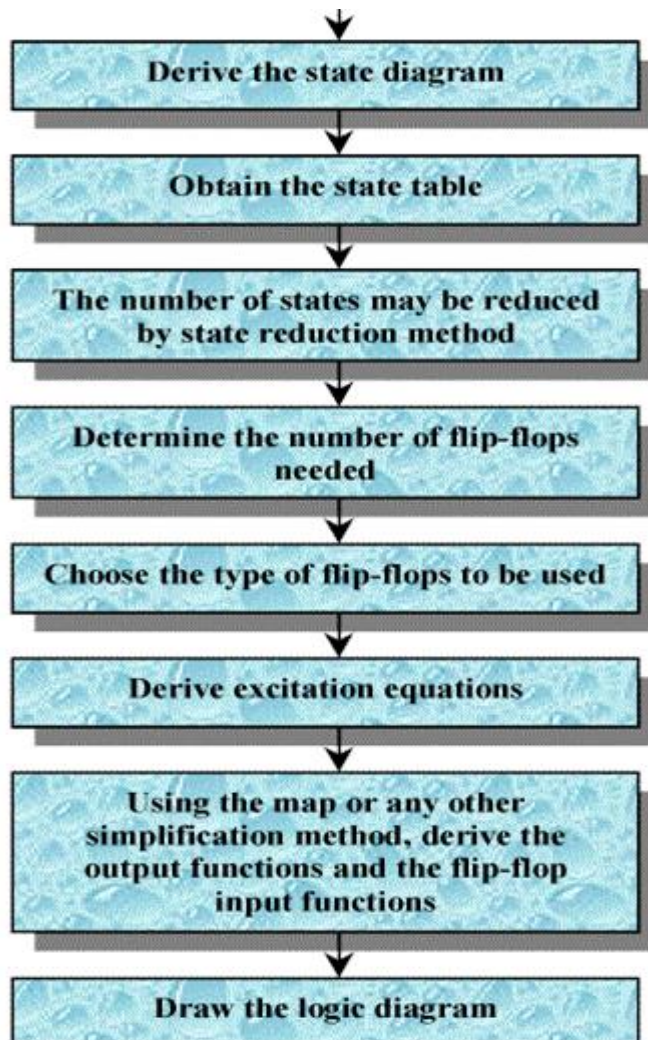 Derive the state diagram
Obtain the state table
The number of states may be reduced
by state reduction method
Determine the number of flip-flops
needed
Choose the type of flip-flops to be used
Derive excitation equations
Using the map or any other
simplification method, derive the
output functions and the flip-flop
input functions
Draw the logic diagram